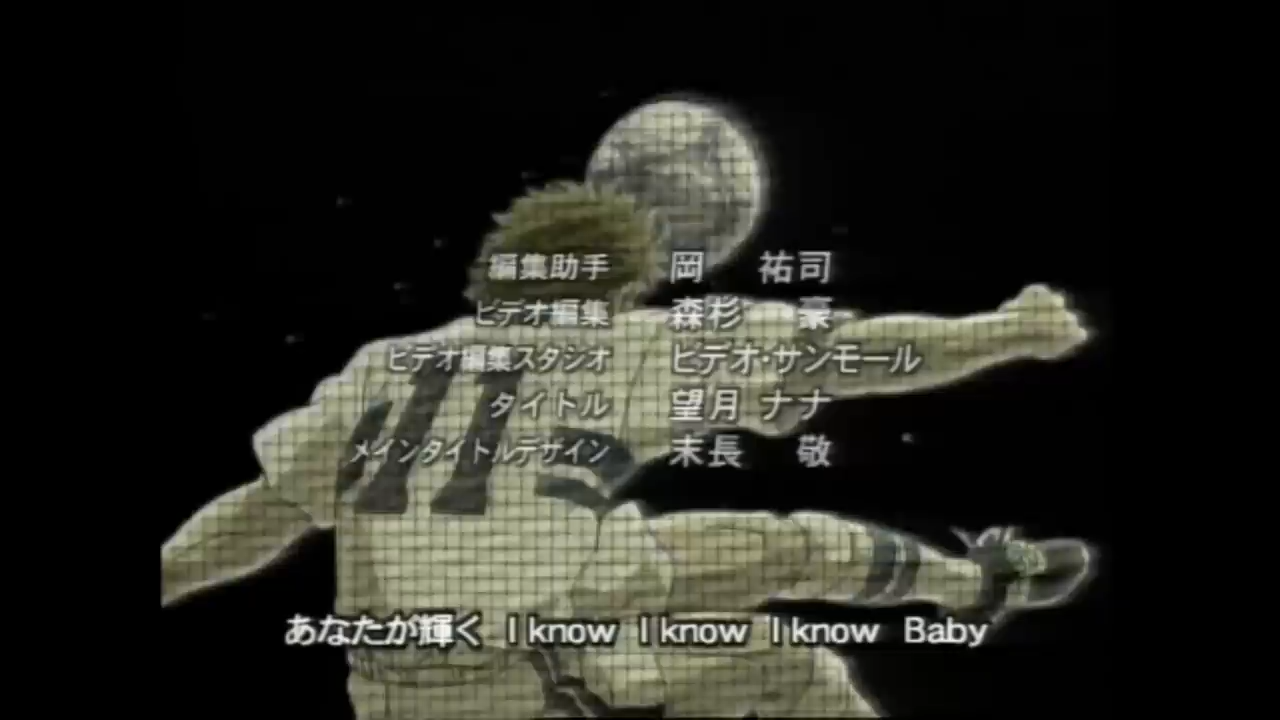 編集助手 岡 祐司
ビデオ編集 森杉 豪
ビデオ編集スタジオ ビデオ・サンモール
タイトル 望月 ナナ
メインタイトルデザイン 末長 敬
11
あなたが輝く I know I know I know Baby